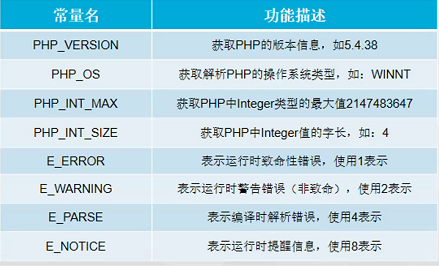 常量名 功能描述
PHP_VERSION 获取PHP的版本信息，如5.4.38
PHP_OS 获取解析PHP的操作系统类型，如：WINNT
PHP_INT_MAX 获取PHP中Integer类型的最大值2147483647
PHP_INT_SIZE 获取PHP中Integer值的字长，如：4
E_ERROR 表示运行时致命性错误，使用1表示
E_WARNING 表示运行时警告错误（非致命），使用2表示
E_PARSE 表示编译时解析错误，使用4表示
E_NOTICE 表示运行时提醒信息，使用8表示